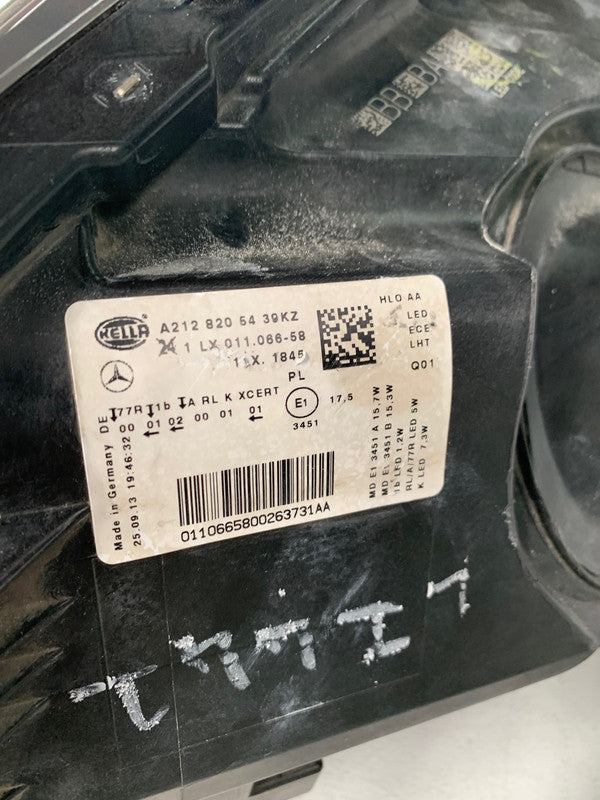 BB BA
HELLA
A212 820 54 39KZ
1 LX 011.066-58
1845
PL
DE 77R 1b A RL K XCERT
00 01 02 00 01 01
E1
3451
17,5
HLO AA
LED
ECE
LHT
Q01
MD E1 3451 A 15,7W
MD E1 3451 B 15,3W
1b LED 1,2W
RL/A/77R LED 5W
K LED 7,3W
Made in Germany
25.09.13 19:46:32
0110665800263731AA